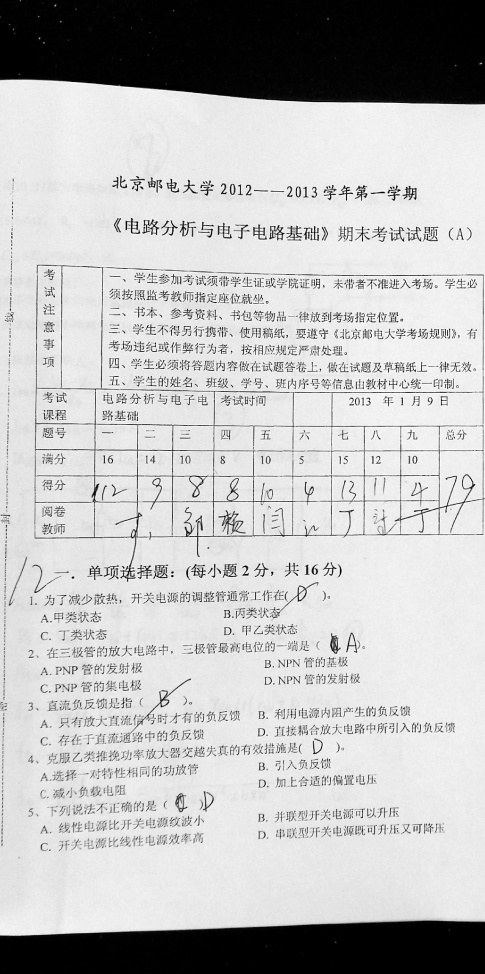 北京邮电大学 2012——2013 学年第一学期
《电路分析与电子电路基础》期末考试试题（A）
考试注意事项
一、学生参加考试须带学生证或学院证明，未带者不准进入考场。学生必
须按照监考教师指定座位就坐。
二、书本、参考资料、书包等物品一律放到考场指定位置。
三、学生不得另行携带、使用稿纸，要遵守《北京邮电大学考场规则》，有
考场违纪或作弊行为者，按相应规定严肃处理。
四、学生必须将答题内容做在试题答卷上，做在试题及草稿纸上一律无效。
五、学生的姓名、班级、学号、班内序号等信息由教材中心统一印制。
考试课程 电路分析与电子电路基础 考试时间 2013 年 1 月 9 日
题号 一 二 三 四 五 六 七 八 九 总分
满分 16 14 10 8 10 5 15 12 10
得分 12 9 8 8 10 4 13 11 4 79
阅卷教师
12
一．单项选择题：(每小题 2 分，共 16 分)
1. 为了减少散热，开关电源的调整管通常工作在( D )。
A.甲类状态 B.丙类状态
C. 丁类状态 D. 甲乙类状态
2、在三极管的放大电路中，三极管最高电位的一端是（ A）。
A. PNP 管的发射极 B. NPN 管的基极
C. PNP 管的集电极 D. NPN 管的发射极
3、直流负反馈是指（ B ）。
A. 只有放大直流信号时才有的负反馈 B. 利用电源内阻产生的负反馈
C. 存在于直流通路中的负反馈 D. 直接耦合放大电路中所引入的负反馈
4、克服乙类推挽功率放大器交越失真的有效措施是( D )。
A.选择一对特性相同的功放管 B. 引入负反馈
C. 减小负载电阻 D. 加上合适的偏置电压
5、下列说法不正确的是（ ）D
A. 线性电源比开关电源纹波小 B. 并联型开关电源可以升压
C. 开关电源比线性电源效率高 D. 串联型开关电源既可升压又可降压